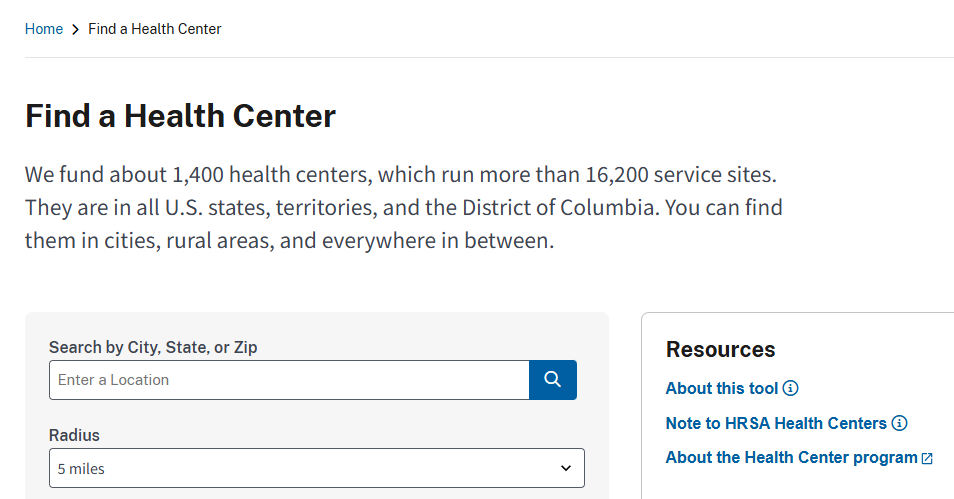 Home > Find a Health Center
Find a Health Center
We fund about 1,400 health centers, which run more than 16,200 service sites.
They are in all U.S. states, territories, and the District of Columbia. You can find
them in cities, rural areas, and everywhere in between.
Search by City, State, or Zip
Enter a Location
Radius
5 miles
Resources
About this tool
Note to HRSA Health Centers
About the Health Center program